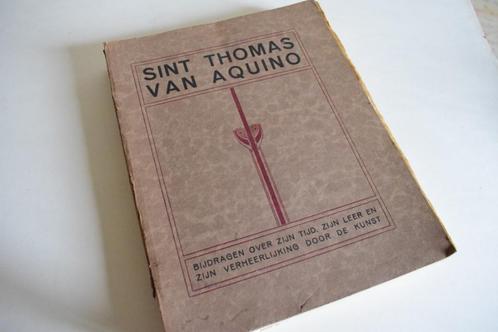 SINT THOMAS
VAN AQUINO
BIJDRAGEN OVER ZIJN TIJD, ZIJN LEER EN
ZIJN VERHEERLIJKING DOOR DE KUNST